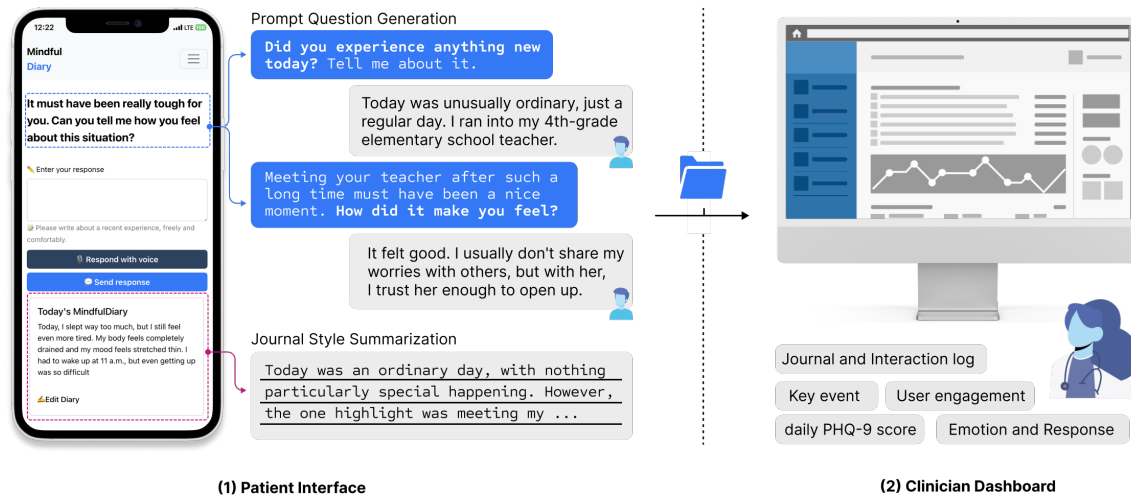 12:22
LTE
Mindful
Diary
It must have been really tough for
you. Can you tell me how you feel
about this situation?
Enter your response
Please write about a recent experience, freely and
comfortably.
Respond with voice
Send response
Today's MindfulDiary
Today, I slept way too much, but I still feel
even more tired. My body feels completely
drained and my mood feels stretched thin. I
had to wake up at 11 a.m., but even getting up
was so difficult
Edit Diary
Prompt Question Generation
Did you experience anything new
today? Tell me about it.
Today was unusually ordinary, just a
regular day. I ran into my 4th-grade
elementary school teacher.
Meeting your teacher after such a
long time must have been a nice
moment. How did it make you feel?
It felt good. I usually don't share my
worries with others, but with her,
I trust her enough to open up.
Journal Style Summarization
Today was an ordinary day, with nothing
particularly special happening. However,
the one highlight was meeting my ...
(1) Patient Interface
Journal and Interaction log
Key event
User engagement
daily PHQ-9 score
Emotion and Response
(2) Clinician Dashboard